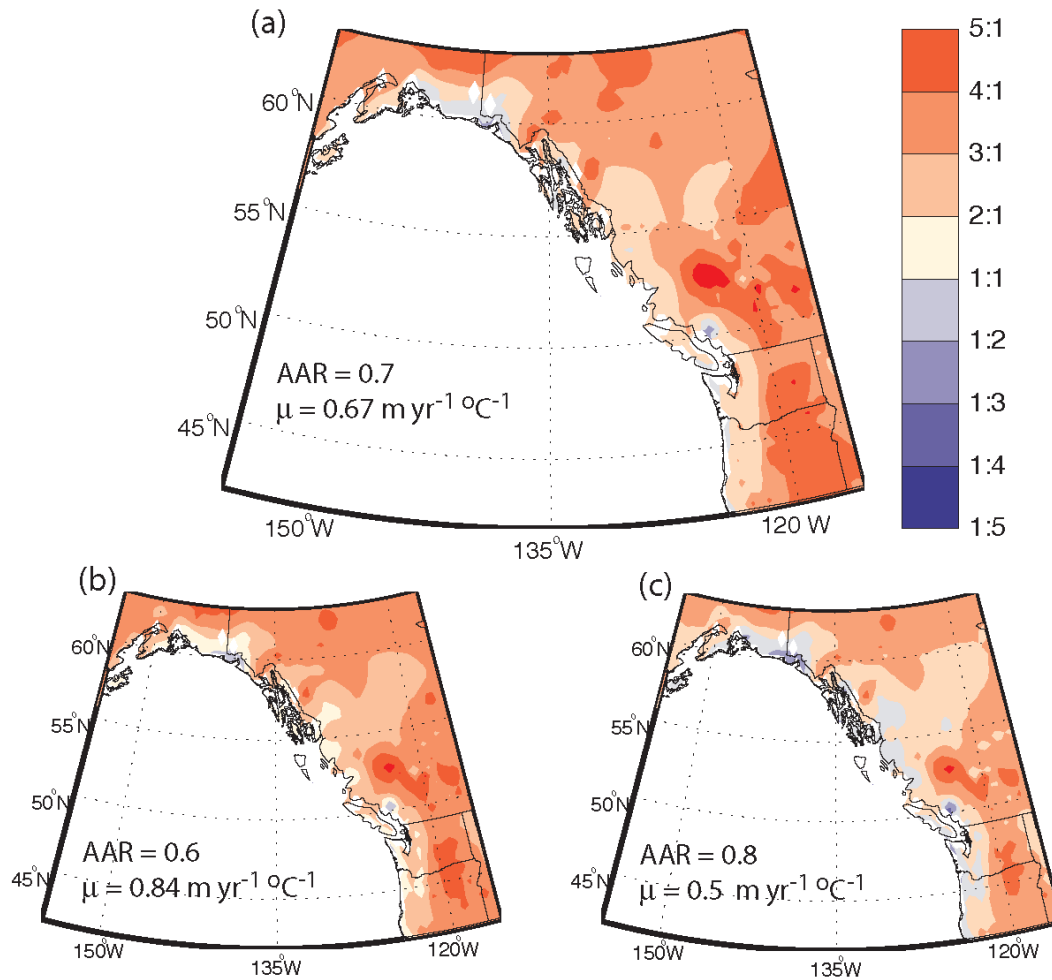 (a)
60°N
55°N
50°N
45°N
150°W
135°W
120 W
AAR = 0.7
μ = 0.67 m yr⁻¹ °C⁻¹
5:1
4:1
3:1
2:1
1:1
1:2
1:3
1:4
1:5
(b)
60°N
55°N
50°N
45°N
150°W
135°W
120°W
AAR = 0.6
μ = 0.84 m yr⁻¹ °C⁻¹
(c)
60°N
55°N
50°N
45°N
150°W
135°W
120°W
AAR = 0.8
μ = 0.5 m yr⁻¹ °C⁻¹